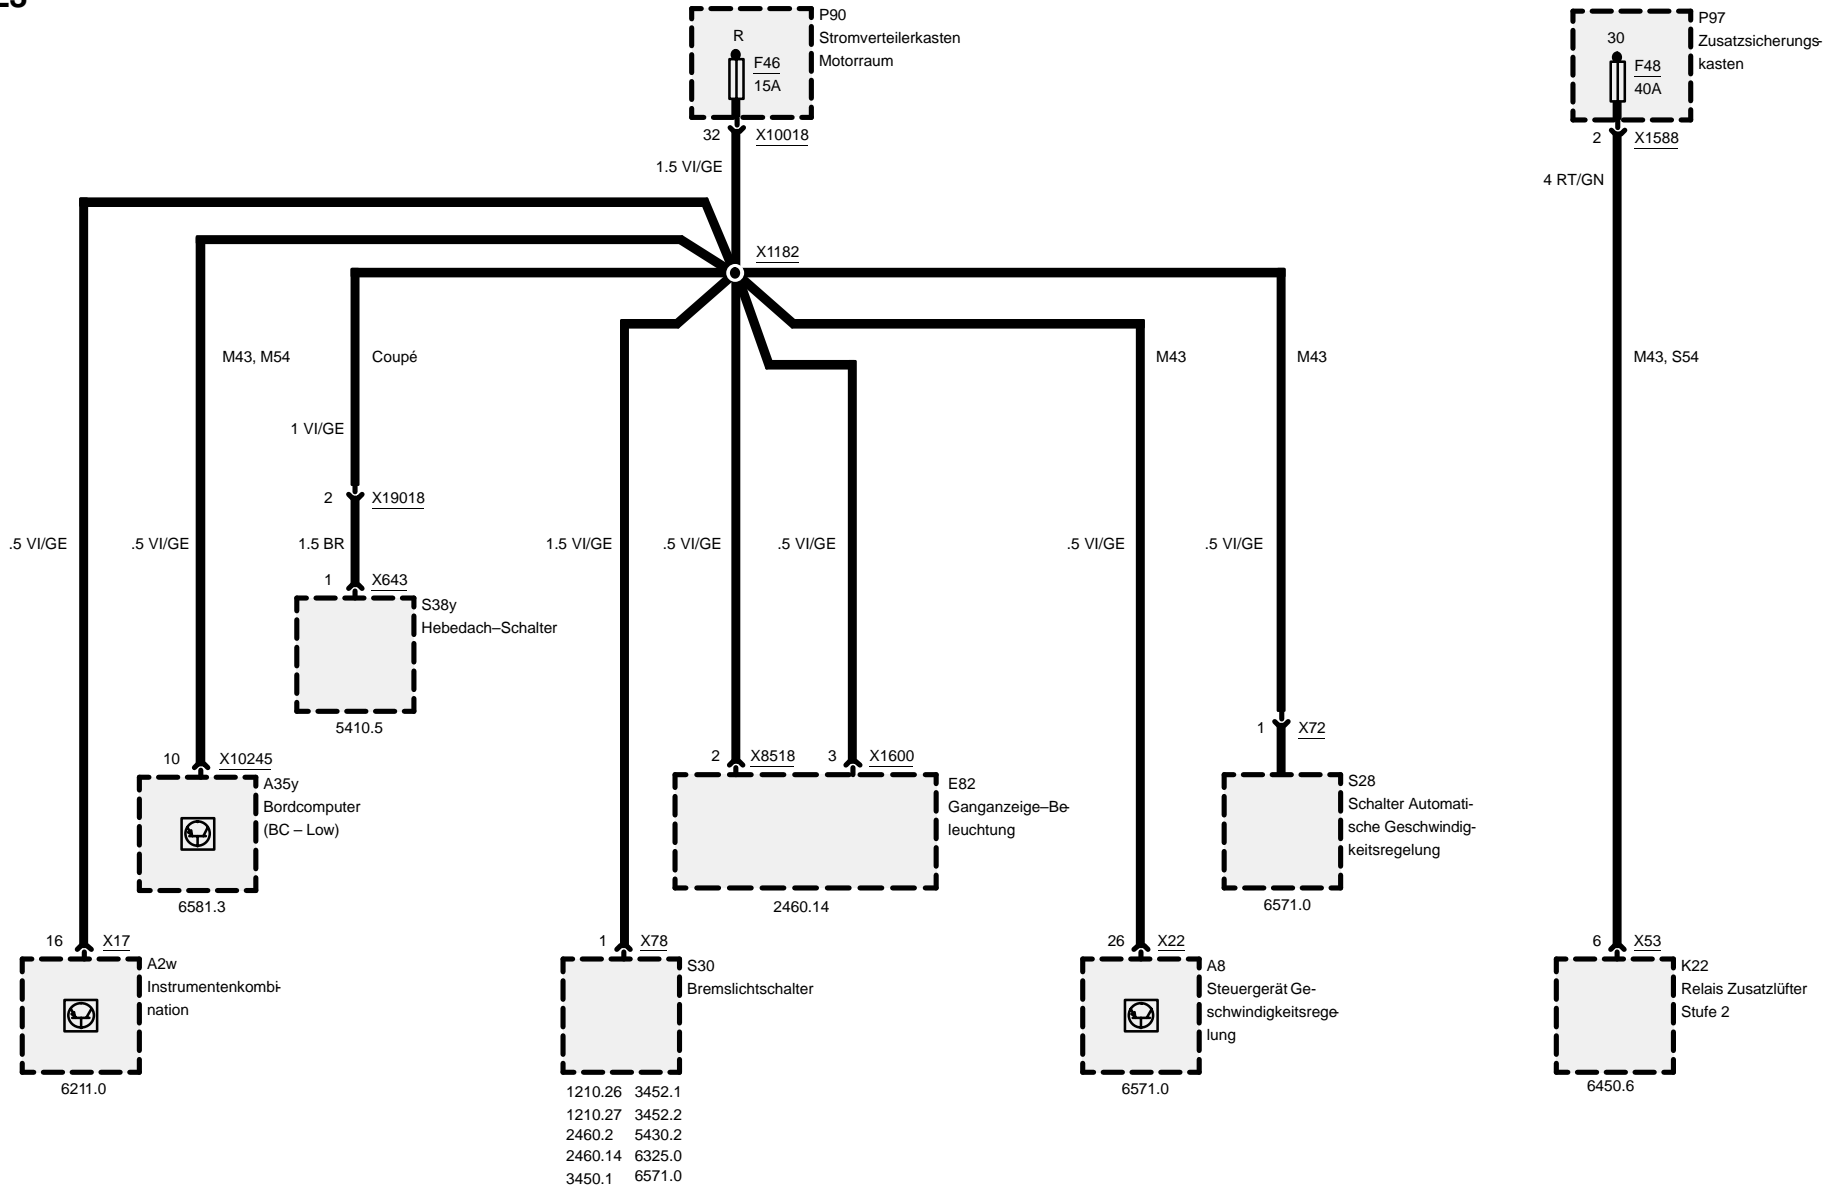 P90
Stromverteilerkasten
Motorraum
R
F46
15A
32
X10018
1.5 VI/GE
P97
Zusatzsicherungs-
kasten
30
F48
40A
2
X1588
4 RT/GN
X1182
M43, M54
Coupé
M43
M43
M43, S54
1 VI/GE
2
X19018
.5 VI/GE
.5 VI/GE
1.5 BR
1.5 VI/GE
.5 VI/GE
.5 VI/GE
.5 VI/GE
.5 VI/GE
1
X643
S38y
Hebedach–Schalter
5410.5
10
X10245
A35y
Bordcomputer
(BC – Low)
6581.3
2
X8518
3
X1600
E82
Ganganzeige–Be-
leuchtung
2460.14
1
X72
S28
Schalter Automati-
sche Geschwindig-
keitsregelung
6571.0
16
X17
A2w
Instrumentenkombi-
nation
6211.0
1
X78
S30
Bremslichtschalter
1210.26 3452.1
1210.27 3452.2
2460.2 5430.2
2460.14 6325.0
3450.1 6571.0
26
X22
A8
Steuergerät Ge-
schwindigkeitsrege-
lung
6571.0
6
X53
K22
Relais Zusatzlüfter
Stufe 2
6450.6